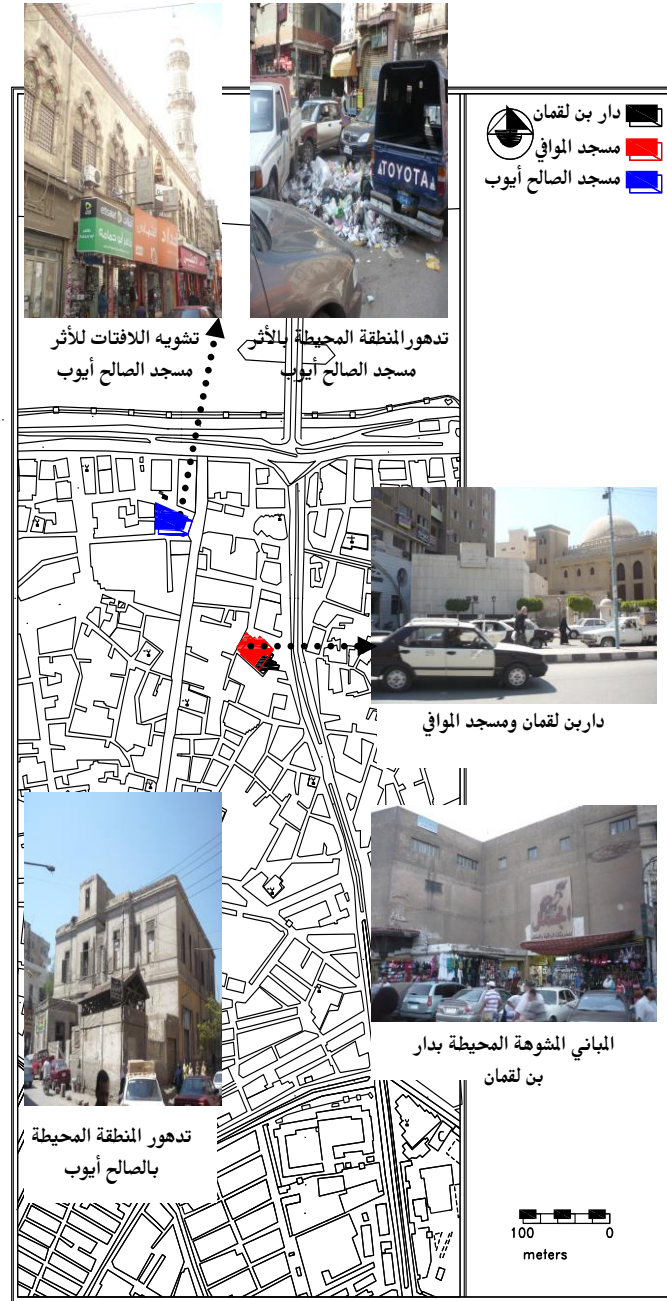 دار بن لقمان
مسجد الموافي
مسجد الصالح أيوب
TOYOTA
تشويه اللافتات للأثر
مسجد الصالح أيوب
تدهورالمنطقة المحيطة بالأثر
مسجد الصالح أيوب
داربن لقمان ومسجد الموافي
المباني المشوهة المحيطة بدار
بن لقمان
تدهور المنطقة المحيطة
بالصالح أيوب
100 0
meters